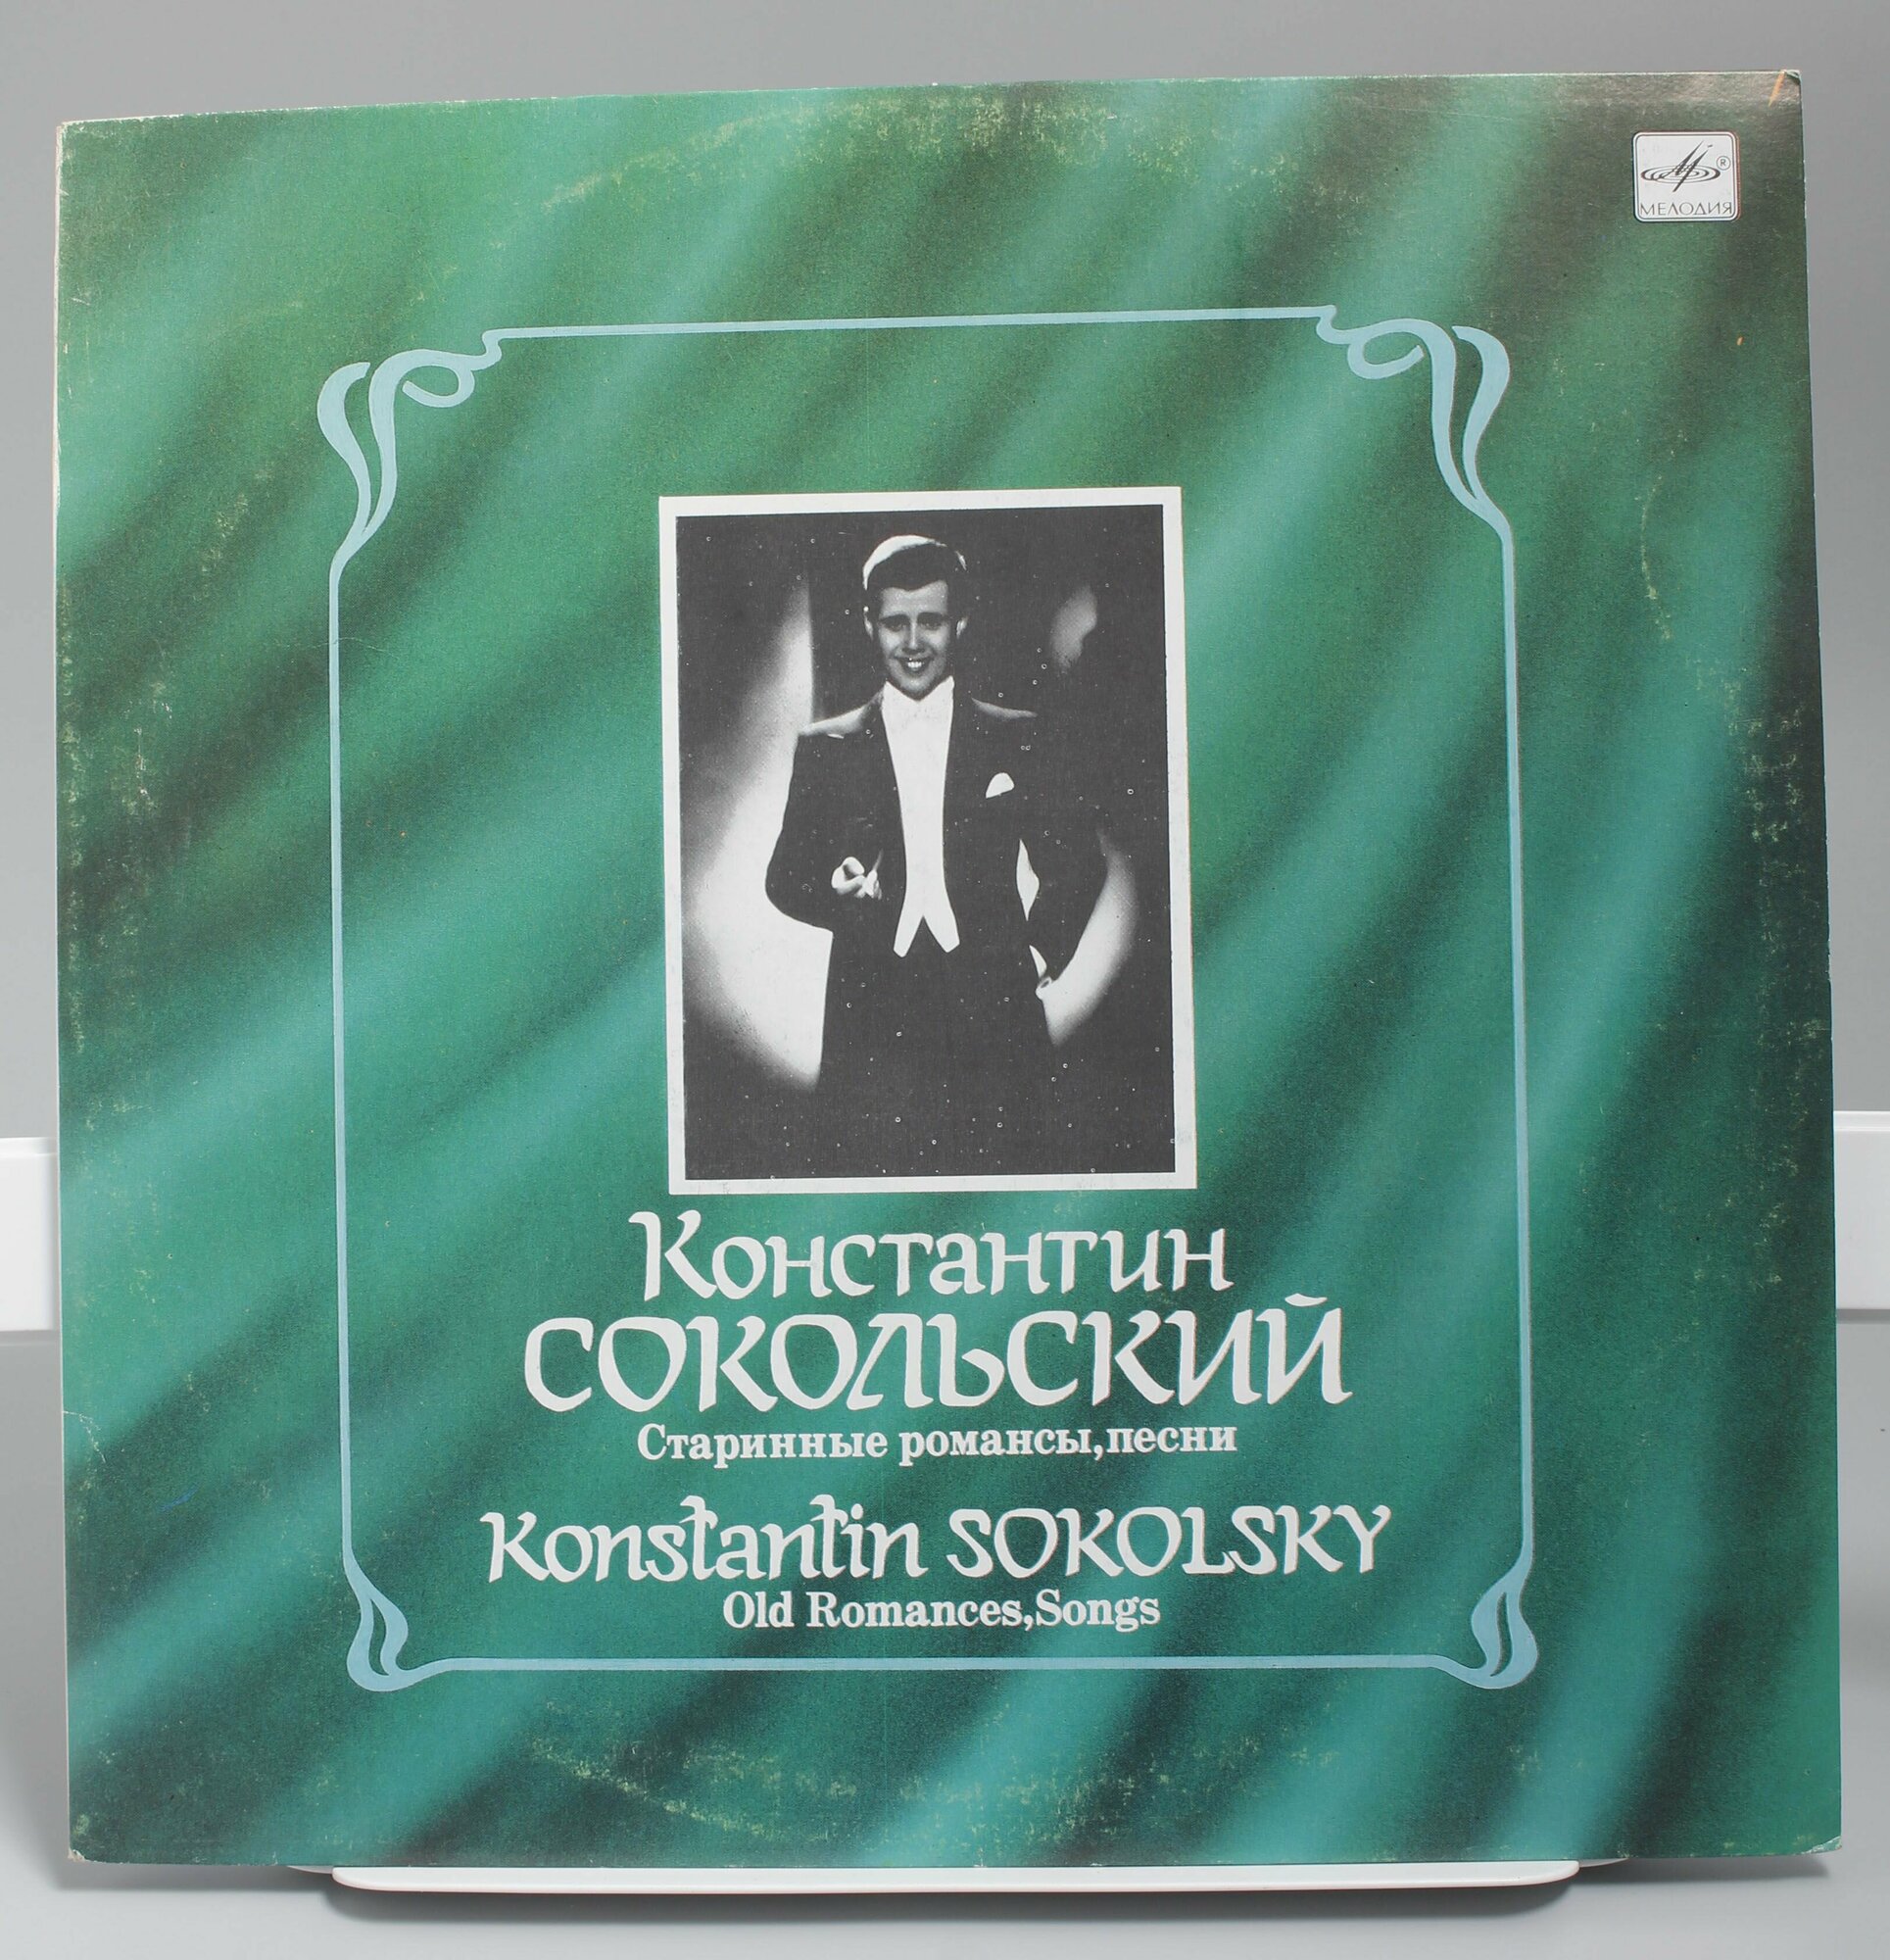 МЕЛОДИЯ
Константин
СОКОЛЬСКИЙ
Старинные романсы,песни
Konstantin SOKOLSKY
Old Romances,Songs